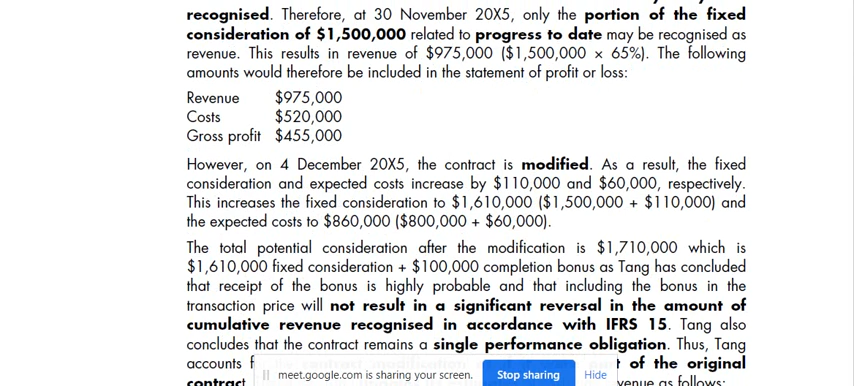 recognised. Therefore, at 30 November 20X5, only the portion of the fixed
consideration of $1,500,000 related to progress to date may be recognised as
revenue. This results in revenue of $975,000 ($1,500,000 × 65%). The following
amounts would therefore be included in the statement of profit or loss:
Revenue $975,000
Costs $520,000
Gross profit $455,000
However, on 4 December 20X5, the contract is modified. As a result, the fixed
consideration and expected costs increase by $110,000 and $60,000, respectively.
This increases the fixed consideration to $1,610,000 ($1,500,000 + $110,000) and
the expected costs to $860,000 ($800,000 + $60,000).
The total potential consideration after the modification is $1,710,000 which is
$1,610,000 fixed consideration + $100,000 completion bonus as Tang has concluded
that receipt of the bonus is highly probable and that including the bonus in the
transaction price will not result in a significant reversal in the amount of
cumulative revenue recognised in accordance with IFRS 15. Tang also
concludes that the contract remains a single performance obligation. Thus, Tang
accounts of the original
contract venue as follows:
meet.google.com is sharing your screen. Stop sharing Hide